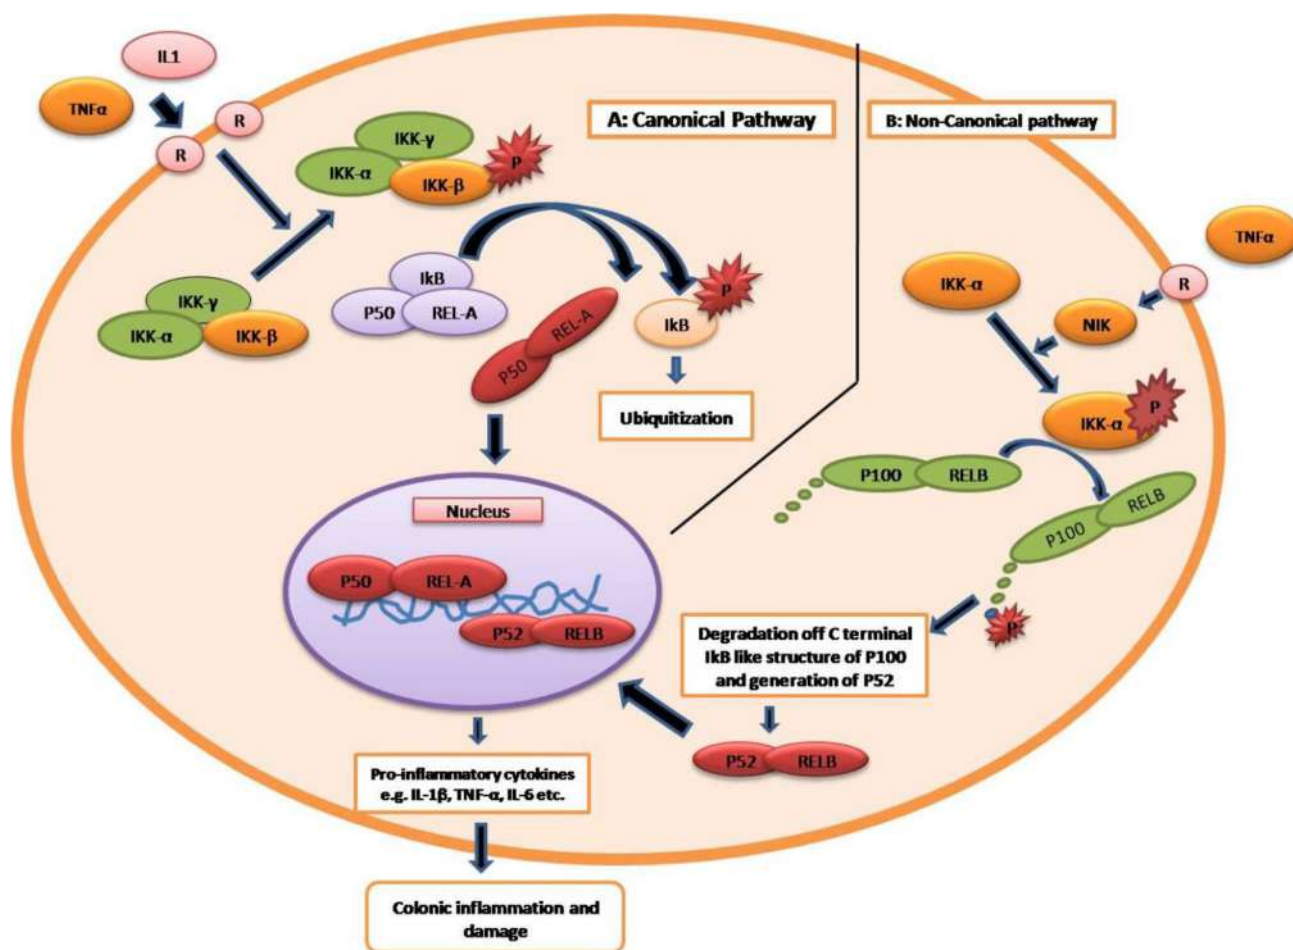 IL1
TNFα
R
R
A: Canonical Pathway
B: Non-Canonical pathway
IKK-γ
IKK-α
IKK-β
P
TNFα
R
IKK-α
NIK
IkB
P50
REL-A
P
IkB
IKK-γ
IKK-α
IKK-β
REL-A
P50
Ubiquitization
P
IKK-α
P100
RELB
RELB
P100
P
Nucleus
P50
REL-A
P52
RELB
Degradation off C terminal
IkB like structure of P100
and generation of P52
P52
RELB
Pro-inflammatory cytokines
e.g. IL-1β, TNF-α, IL-6 etc.
Colonic inflammation and
damage